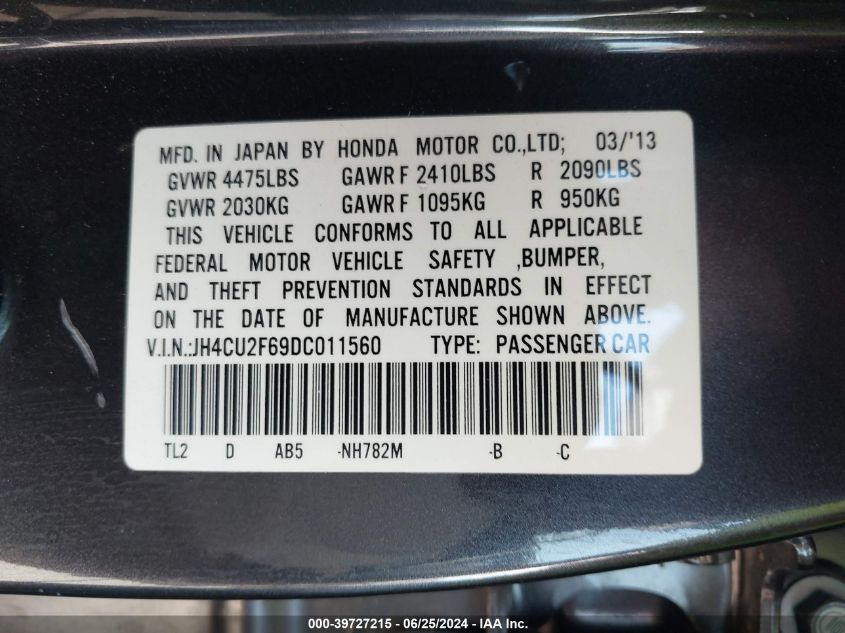 MFD. IN JAPAN BY HONDA MOTOR CO.,LTD; 03/'13
GVWR 4475LBS GAWR F 2410LBS R 2090LBS
GVWR 2030KG GAWR F 1095KG R 950KG
THIS VEHICLE CONFORMS TO ALL APPLICABLE
FEDERAL MOTOR VEHICLE SAFETY ,BUMPER,
AND THEFT PREVENTION STANDARDS IN EFFECT
ON THE DATE OF MANUFACTURE SHOWN ABOVE.
V.I.N.:JH4CU2F69DC011560 TYPE: PASSENGER CAR
TL2 D AB5 -NH782M -B -C
000-39727215 - 06/25/2024 - IAA Inc.